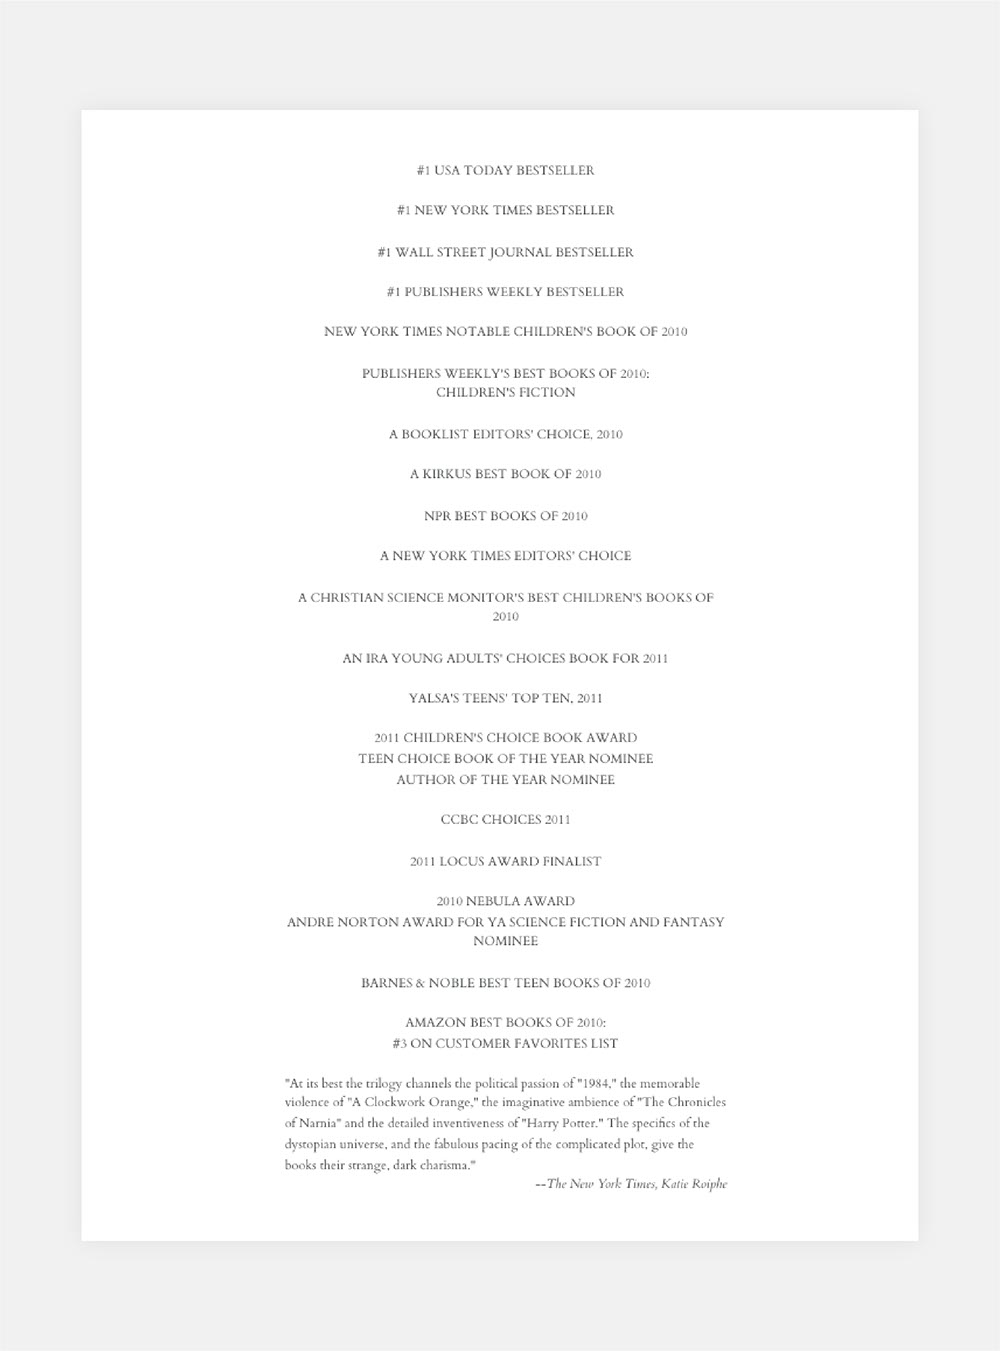 #1 USA TODAY BESTSELLER
#1 NEW YORK TIMES BESTSELLER
#1 WALL STREET JOURNAL BESTSELLER
#1 PUBLISHERS WEEKLY BESTSELLER
NEW YORK TIMES NOTABLE CHILDREN'S BOOK OF 2010
PUBLISHERS WEEKLY'S BEST BOOKS OF 2010:
CHILDREN'S FICTION
A BOOKLIST EDITORS' CHOICE, 2010
A KIRKUS BEST BOOK OF 2010
NPR BEST BOOKS OF 2010
A NEW YORK TIMES EDITORS' CHOICE
A CHRISTIAN SCIENCE MONITOR'S BEST CHILDREN'S BOOKS OF
2010
AN IRA YOUNG ADULTS' CHOICES BOOK FOR 2011
YALSA'S TEENS' TOP TEN, 2011
2011 CHILDREN'S CHOICE BOOK AWARD
TEEN CHOICE BOOK OF THE YEAR NOMINEE
AUTHOR OF THE YEAR NOMINEE
CCBC CHOICES 2011
2011 LOCUS AWARD FINALIST
2010 NEBULA AWARD
ANDRE NORTON AWARD FOR YA SCIENCE FICTION AND FANTASY
NOMINEE
BARNES & NOBLE BEST TEEN BOOKS OF 2010
AMAZON BEST BOOKS OF 2010:
#3 ON CUSTOMER FAVORITES LIST
"At its best the trilogy channels the political passion of "1984," the memorable
violence of "A Clockwork Orange," the imaginative ambience of "The Chronicles
of Narnia" and the detailed inventiveness of "Harry Potter." The specifics of the
dystopian universe, and the fabulous pacing of the complicated plot, give the
books their strange, dark charisma."
--The New York Times, Katie Roiphe